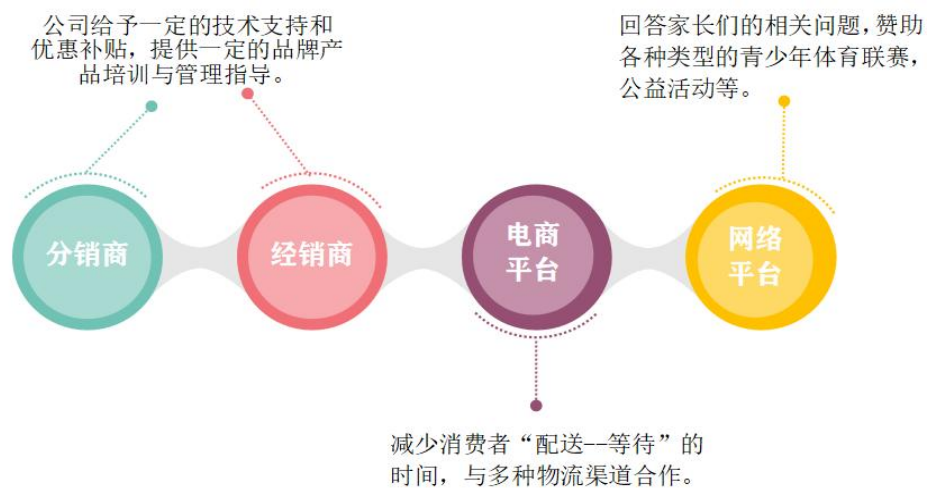 公司给予一定的技术支持和
优惠补贴，提供一定的品牌产
品培训与管理指导。
回答家长们的相关问题，赞助
各种类型的青少年体育联赛，
公益活动等。
分销商
经销商
电商
平台
网络
平台
减少消费者“配送--等待”的
时间，与多种物流渠道合作。